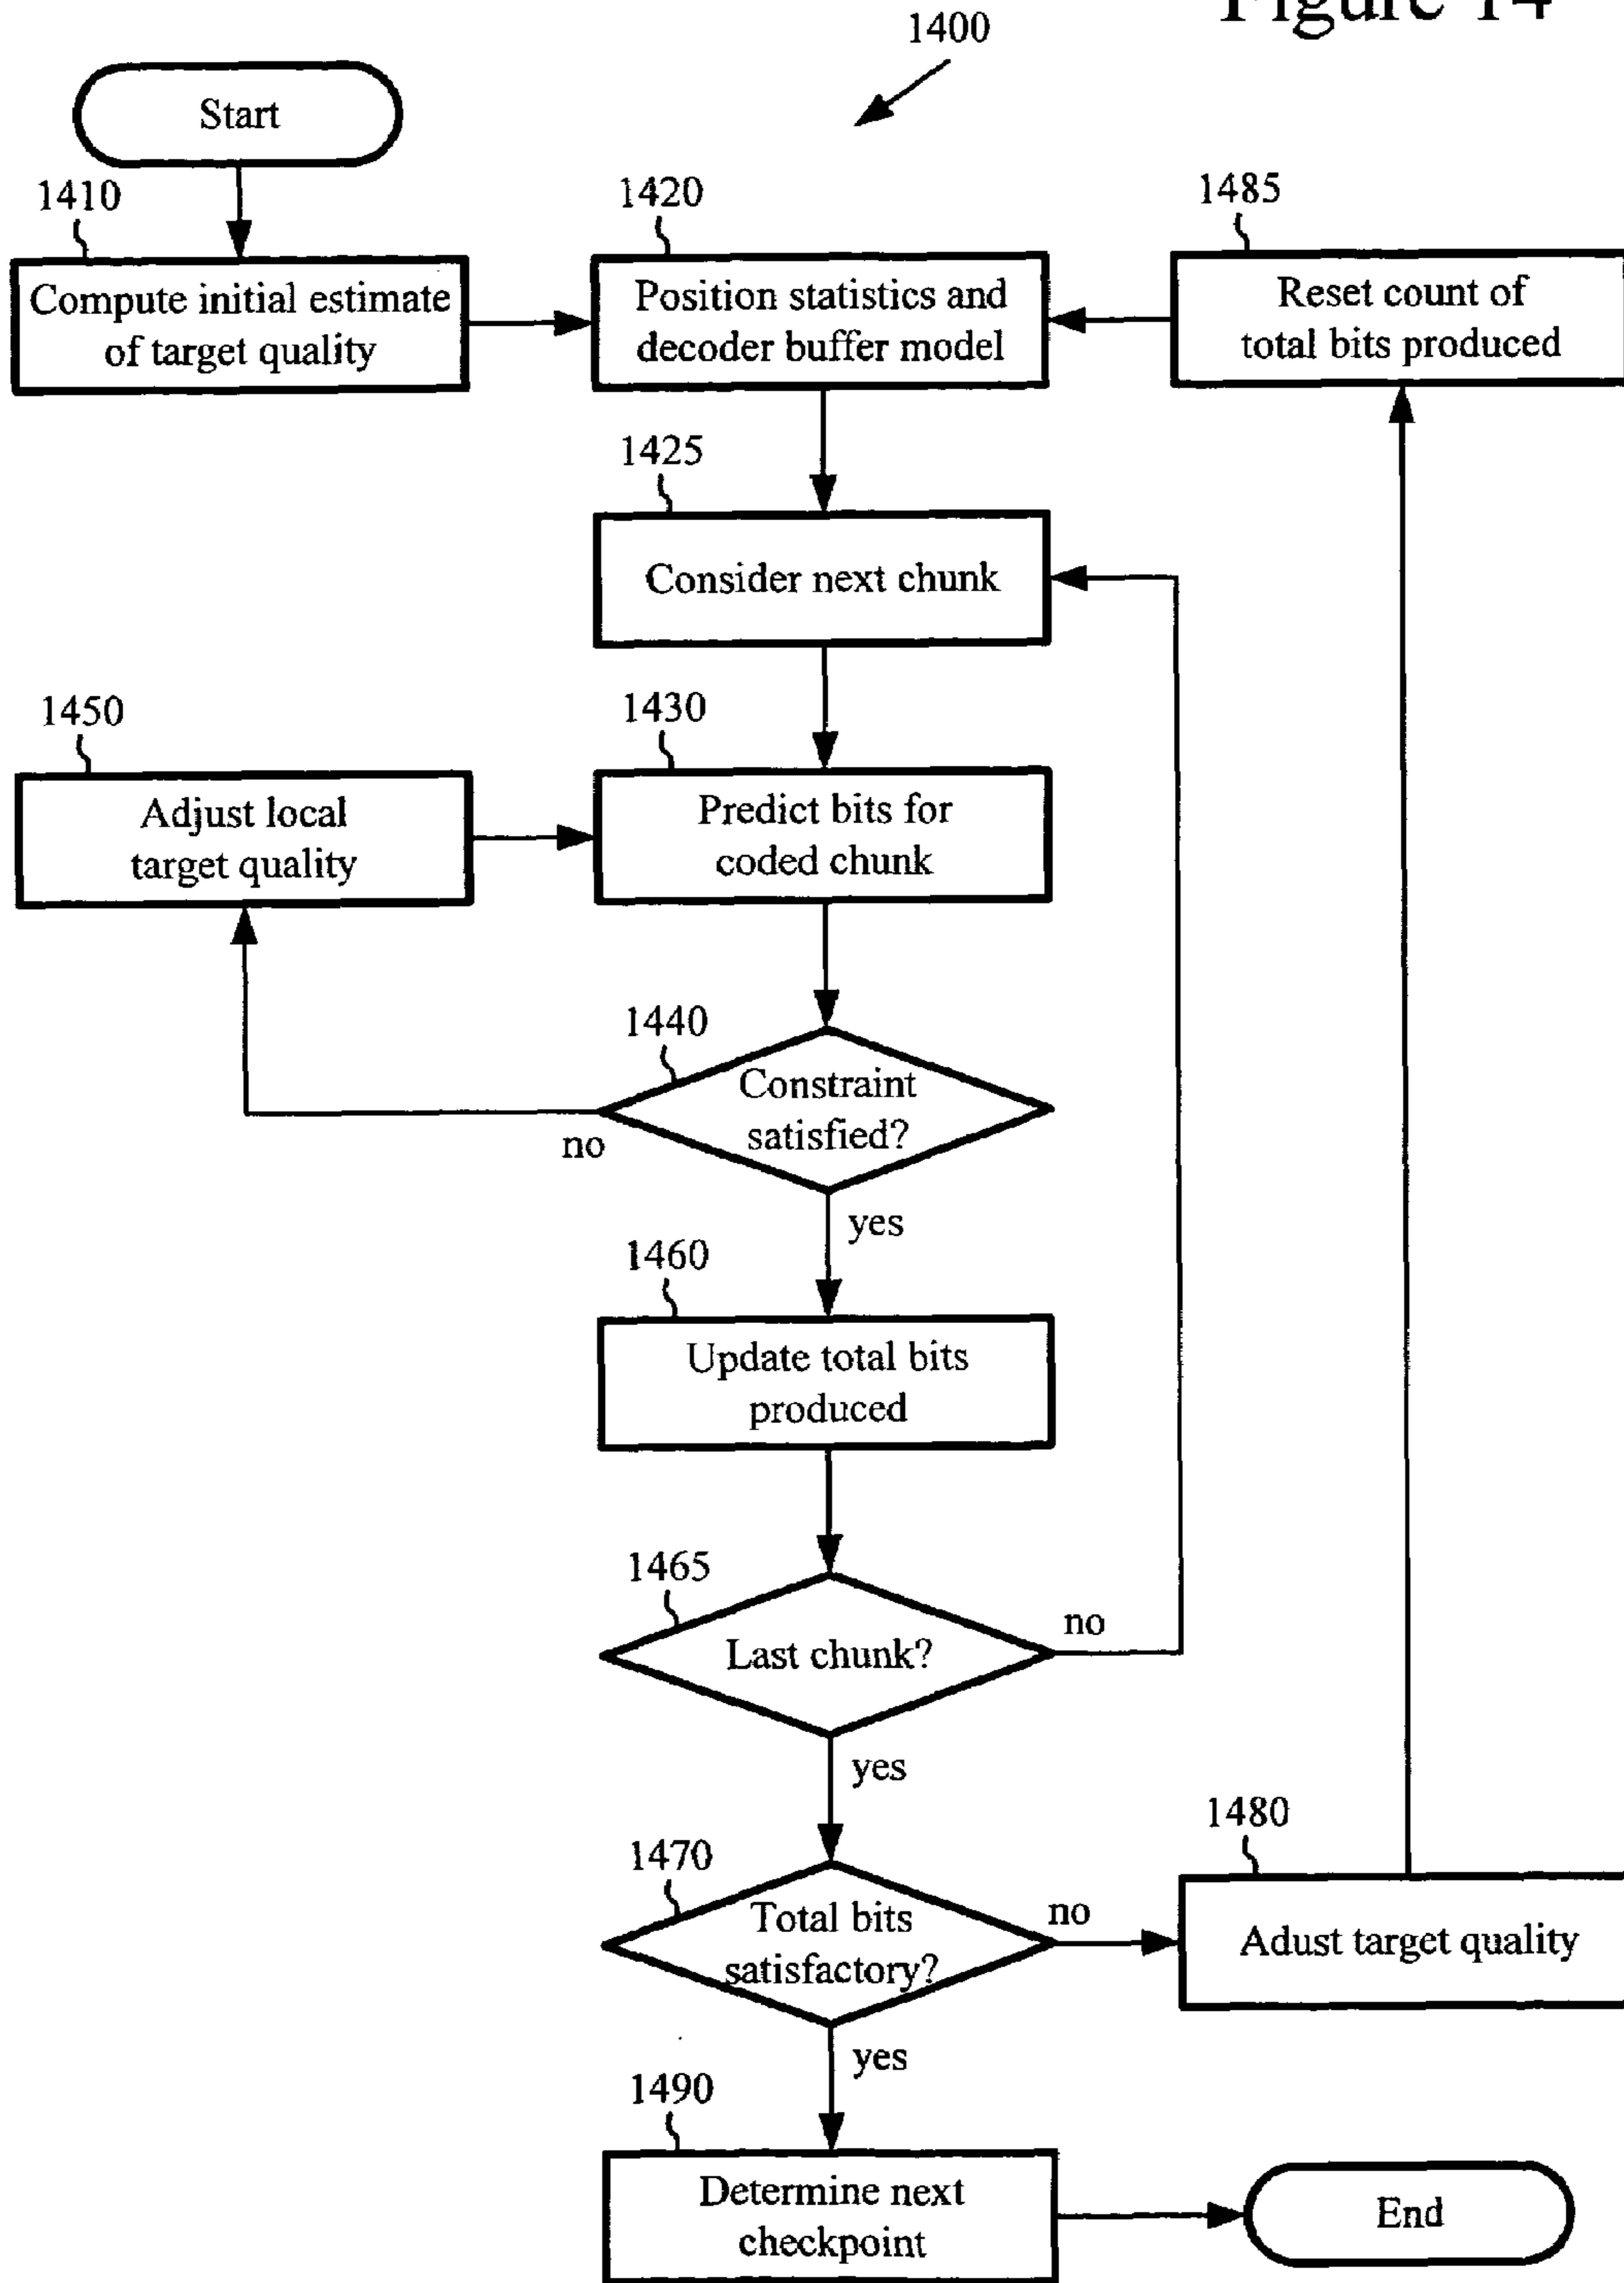 Figure 14
1400
Start
1410
Compute initial estimate
of target quality
1420
Position statistics and
decoder buffer model
1485
Reset count of
total bits produced
1425
Consider next chunk
1450
Adjust local
target quality
1430
Predict bits for
coded chunk
1440
Constraint
satisfied?
no
yes
1460
Update total bits
produced
1465
Last chunk?
no
yes
1470
Total bits
satisfactory?
no
1480
Adust target quality
yes
1490
Determine next
checkpoint
End